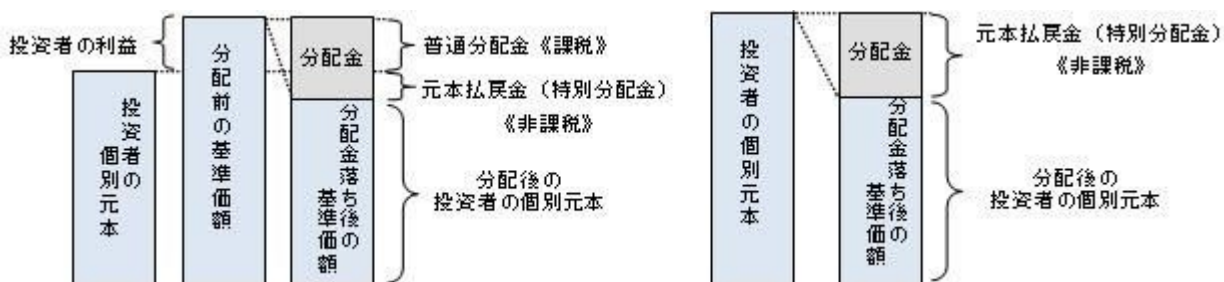 投資者の利益
投資者の
個別元本
分配前の基準価額
分配金
分配金落ち後の
基準価額
普通分配金《課税》
元本払戻金(特別分配金)
《非課税》
分配後の
投資者の個別元本
投資者の個別元本
分配金
分配金落ち後の
基準価額
元本払戻金(特別分配金)
《非課税》
分配後の
投資者の個別元本